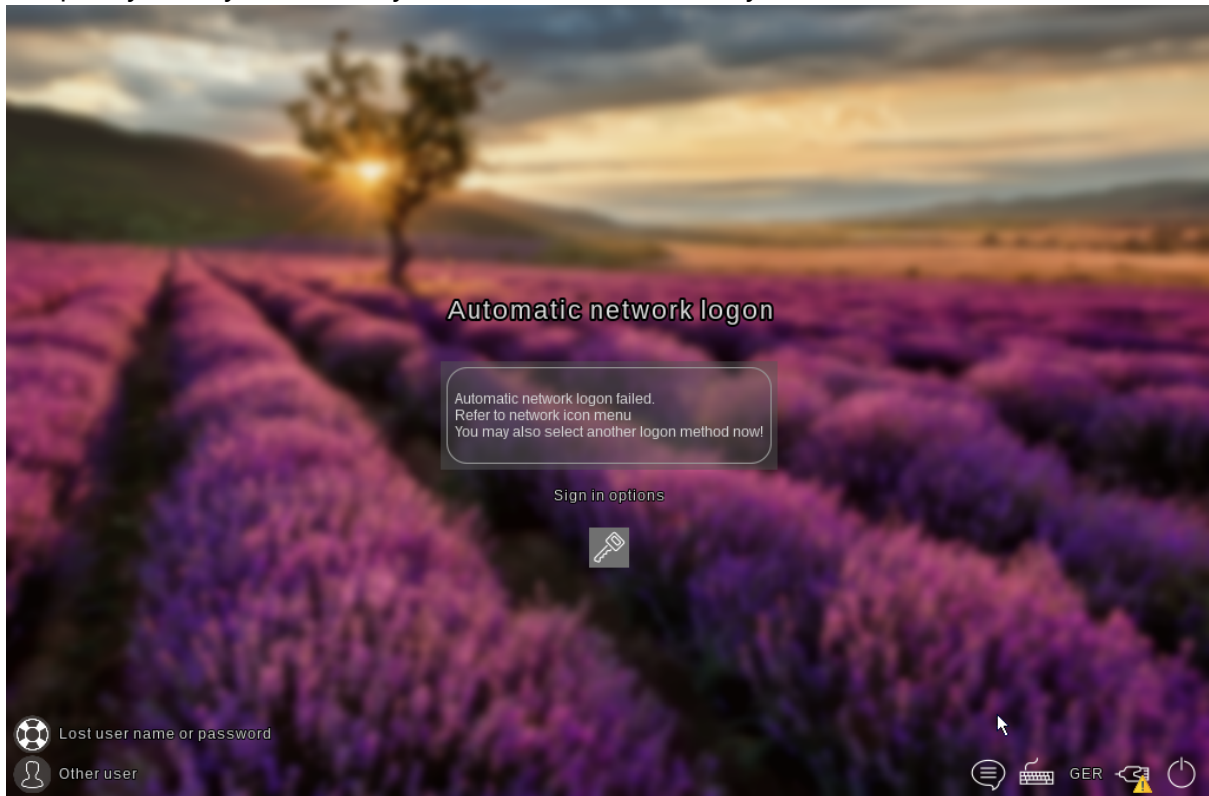 Automatic network logon
Automatic network logon failed.
Refer to network icon menu
You may also select another logon method now!
Sign in options
Lost user name or password
Other user
GER